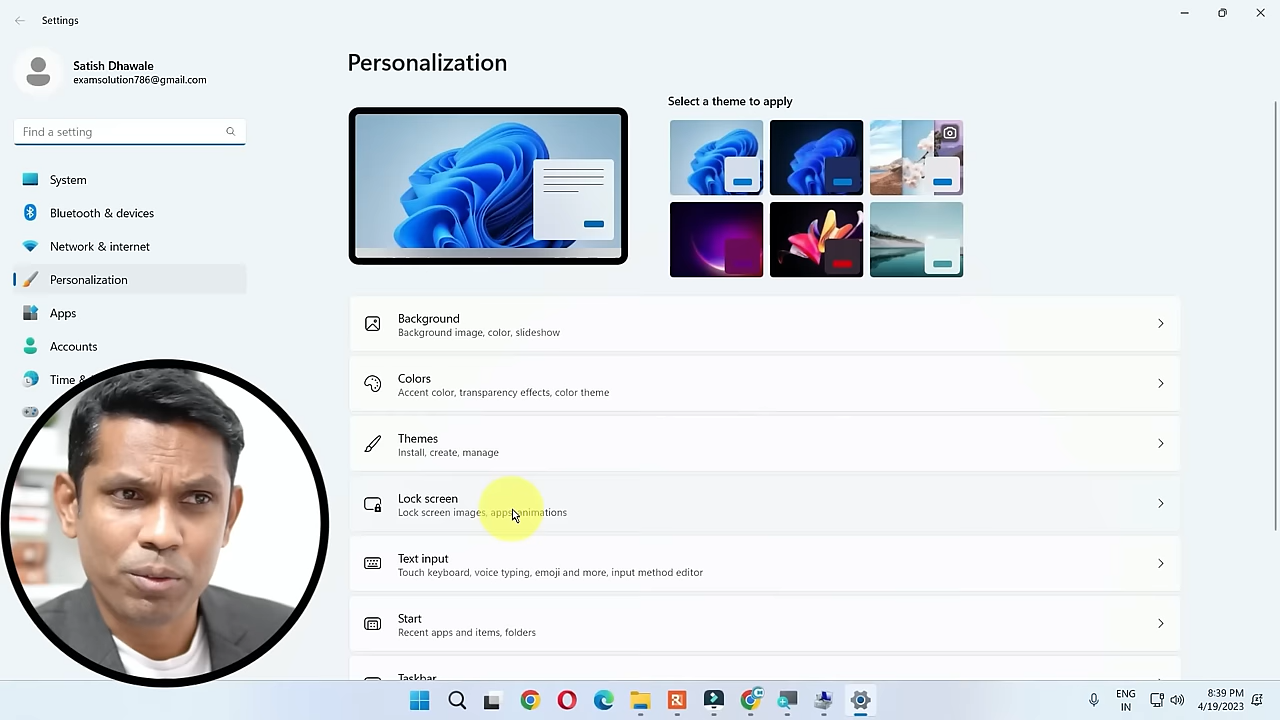 Settings
Satish Dhawale
examsolution786@gmail.com
Find a setting
System
Bluetooth & devices
Network & internet
Personalization
Apps
Accounts
Time &
Personalization
Select a theme to apply
Background
Background image, color, slideshow
Colors
Accent color, transparency effects, color theme
Themes
Install, create, manage
Lock screen
Lock screen images, apps, animations
Text input
Touch keyboard, voice typing, emoji and more, input method editor
Start
Recent apps and items, folders
Taskbar
ENG
IN
8:39 PM
4/19/2023